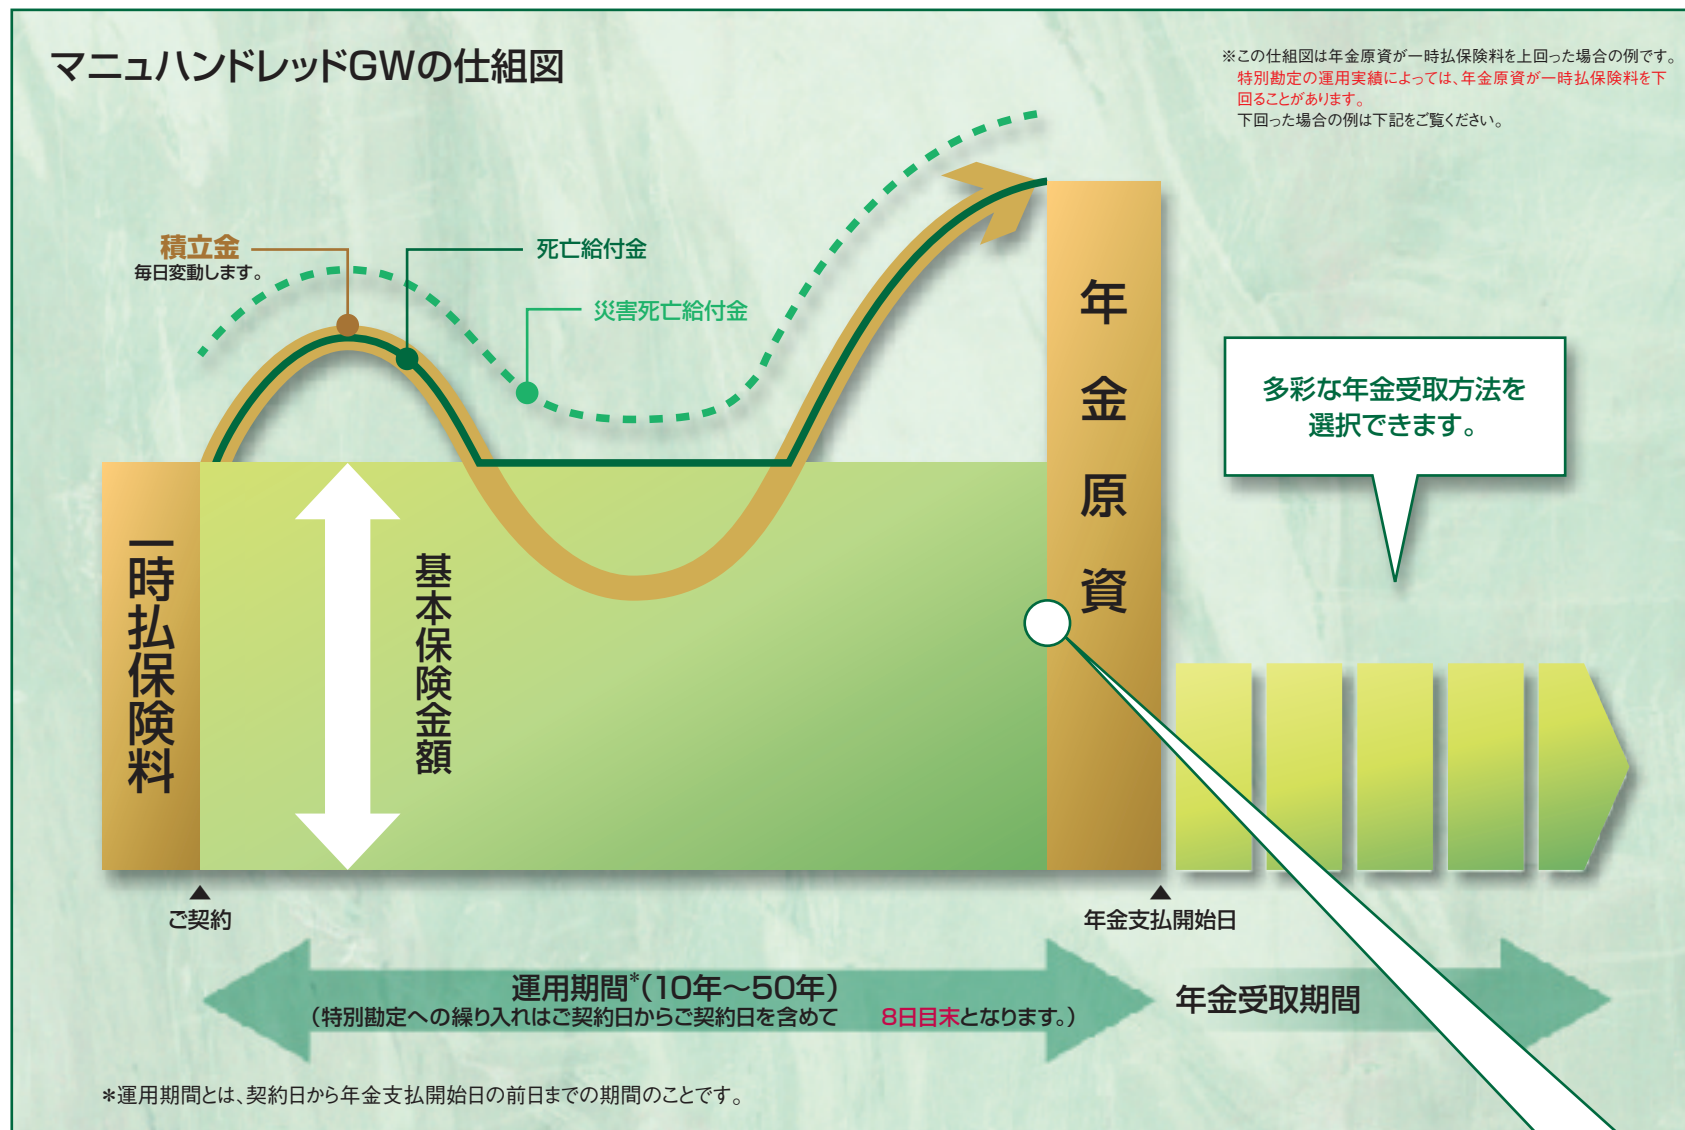 マニュハンドレッドGWの仕組図
※この仕組図は年金原資が一時払保険料を上回った場合の例です。
特別勘定の運用実績によっては、年金原資が一時払保険料を下
回ることがあります。
下回った場合の例は下記をご覧ください。
積立金
毎日変動します。
死亡給付金
災害死亡給付金
一時払保険料
基本保険金額
年金原資
多彩な年金受取方法を
選択できます。
▲
ご契約
▲
年金支払開始日
運用期間*(10年〜50年)
(特別勘定への繰り入れはご契約日からご契約日を含めて 8日目末となります。)
年金受取期間
*運用期間とは、契約日から年金支払開始日の前日までの期間のことです。